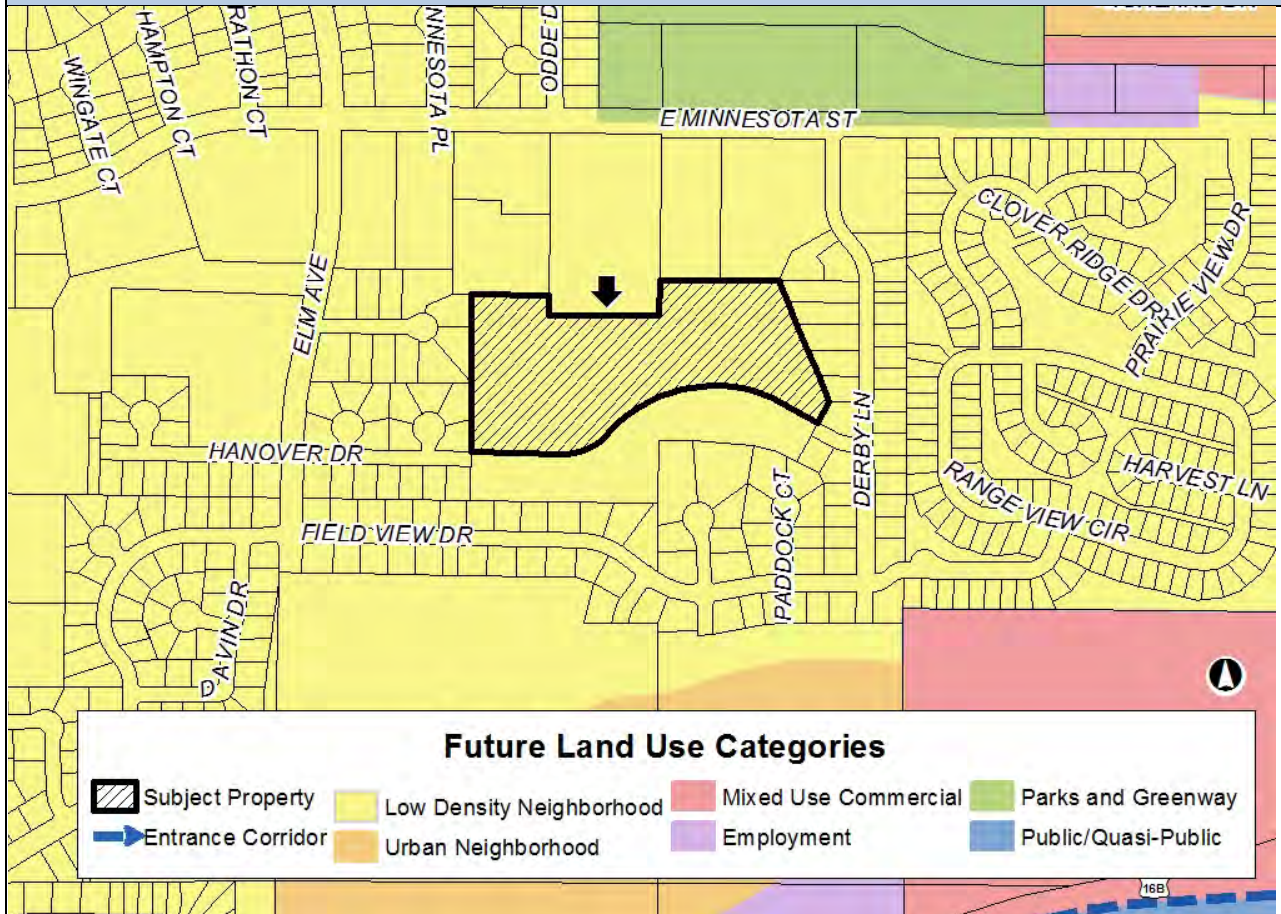 WINGATE CT
HAMPTON CT
RATHON CT
NNESOTA PL
ODDE D
E MINNESOTA ST
ELM AVE
CLOVER RIDGE DR
PRAIRIE VIEW DR
HANOVER DR
DERBY LN
HARVEST LN
RANGE VIEW CIR
FIELD VIEW DR
PADDOCK CT
DAVIN DR
Future Land Use Categories
Subject Property
Low Density Neighborhood
Mixed Use Commercial
Parks and Greenway
Entrance Corridor
Urban Neighborhood
Employment
Public/Quasi-Public
16B